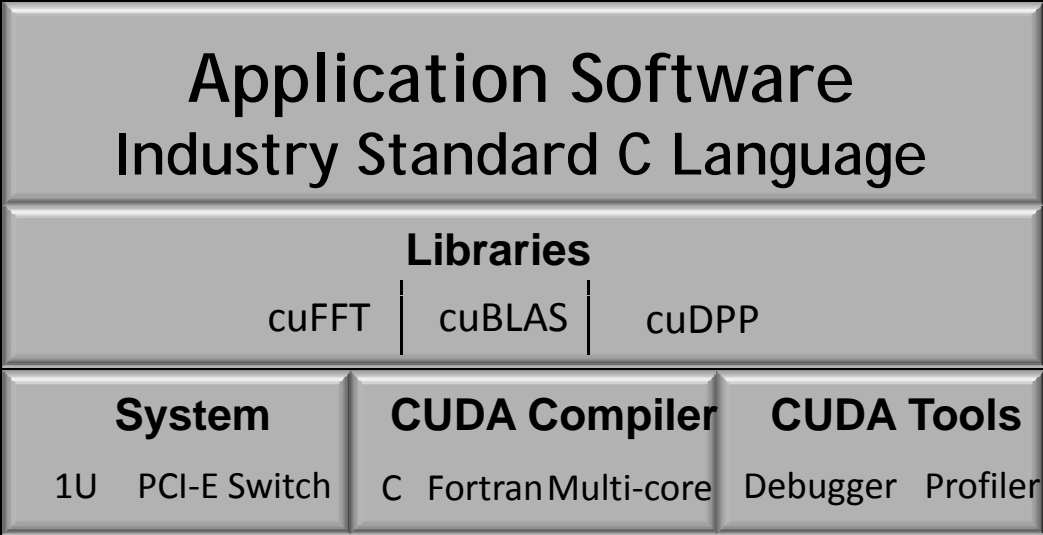 Application Software
Industry Standard C Language
Libraries
cuFFT cuBLAS cuDPP
System CUDA Compiler CUDA Tools
1U PCI-E Switch C Fortran Multi-core Debugger Profiler